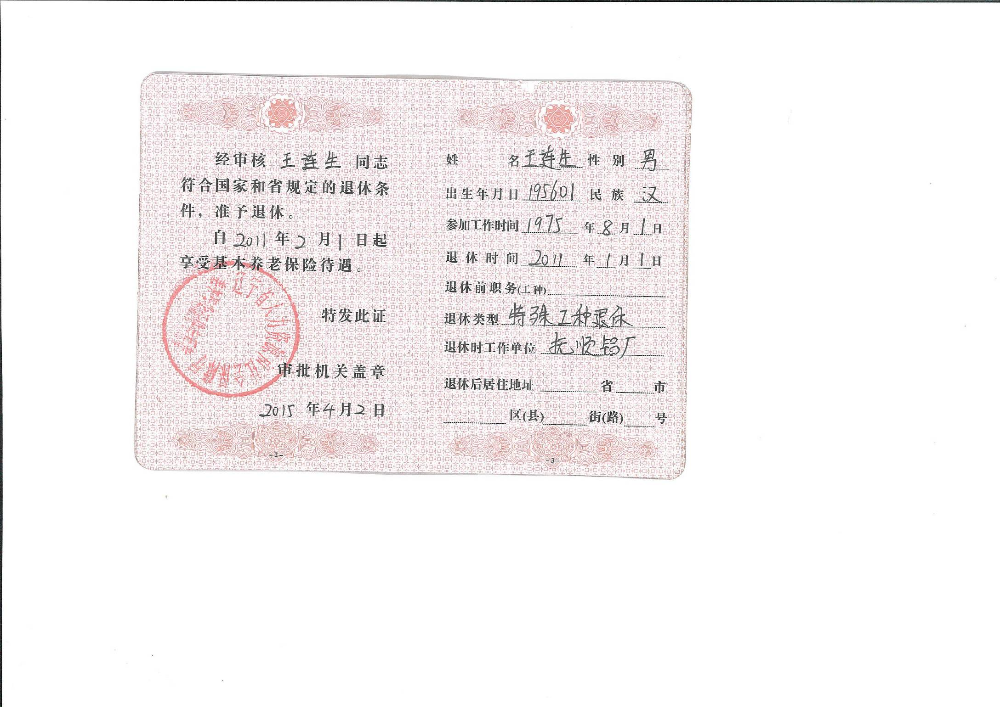 经审核 王连生 同志
符合国家和省规定的退休条
件，准予退休。
自 2011 年 2 月 1 日起
享受基本养老保险待遇。
特发此证
审批机关盖章
2015 年 4 月 2 日
-2-
姓 名 王连生 性别 男
出生年月日 195601 民族 汉
参加工作时间 1975 年 8 月 1 日
退休时间 2011 年 1 月 1 日
退休前职务(工种)
退休类型 特殊工种退休
退休时工作单位 抚顺铝厂
退休后居住地址 省 市
区(县) 街(路) 号
-3-
辽宁省人力资源和社会保障厅